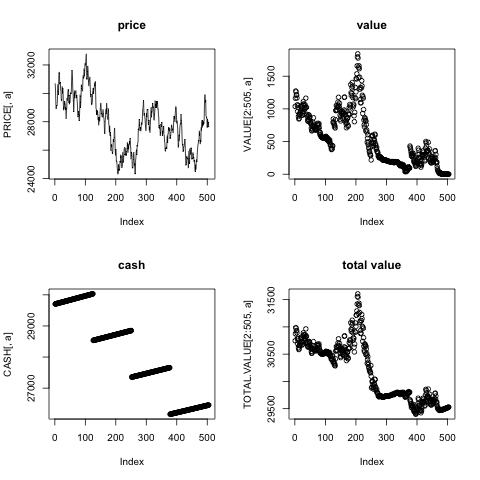 price
PRICE[, a]
24000 28000 32000
0 100 200 300 400 500
Index
value
VALUE[2:505, a]
0 500 1000 1500
0 100 200 300 400 500
Index
cash
CASH[, a]
27000 29000
0 100 200 300 400 500
Index
total value
TOTAL.VALUE[2:505, a]
29500 30500 31500
0 100 200 300 400 500
Index